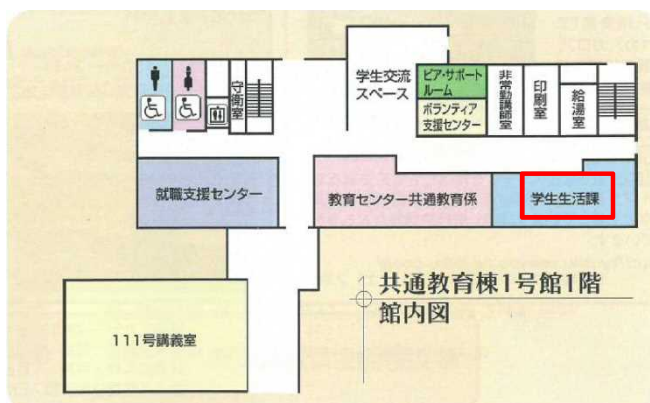 守衛室
学生交流
スペース
ピア・サポート
ルーム
ボランティア
支援センター
非常勤講師室
印刷室
給湯室
就職支援センター
教育センター共通教育係
学生生活課
111号講義室
共通教育棟1号館1階
館内図